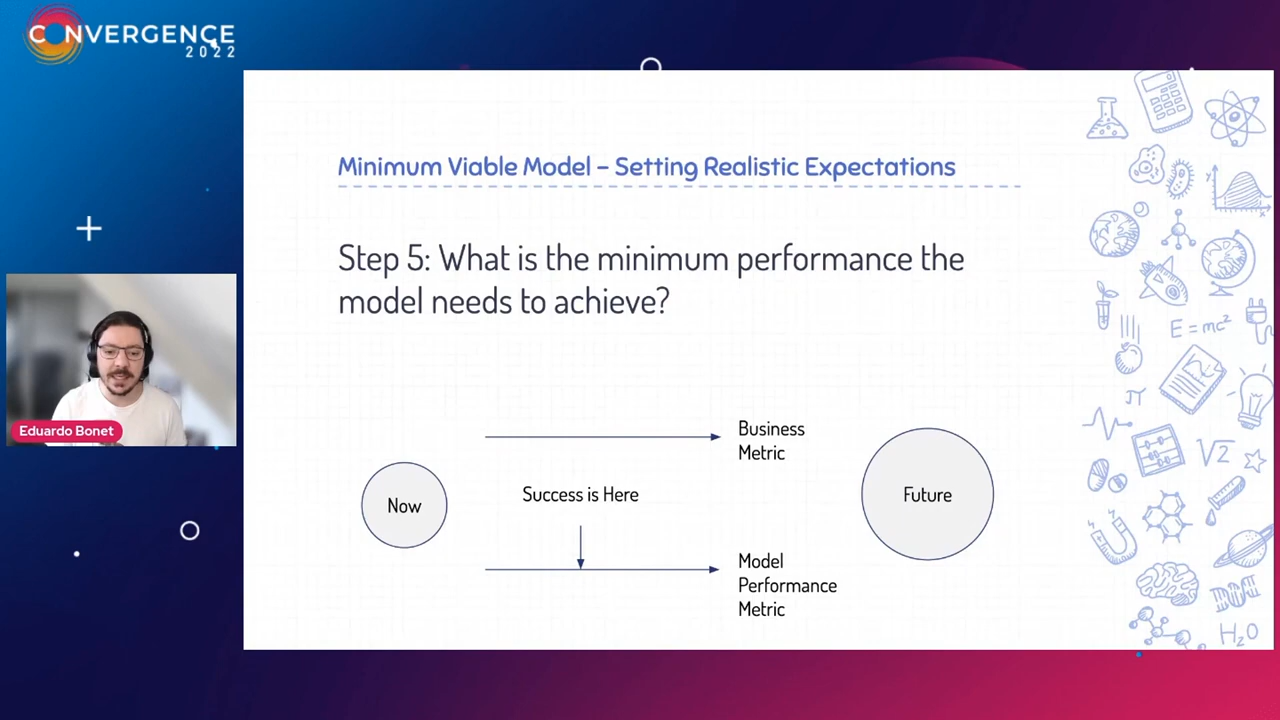 CONVERGENCE
2022
Minimum Viable Model – Setting Realistic Expectations
Step 5: What is the minimum performance the
model needs to achieve?
Business
Metric
Success is Here
Now
Future
Model
Performance
Metric
Eduardo Bonet
y
x
E=mc²
π
√2
H₂O